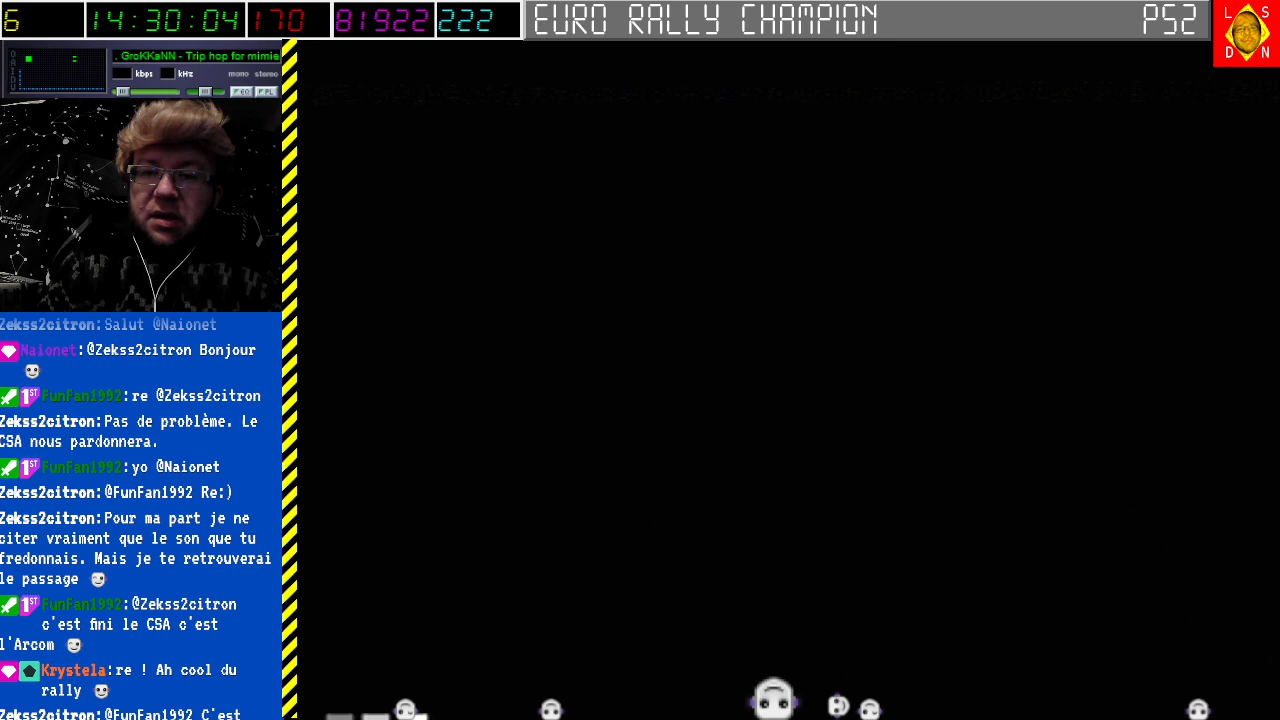 6 14:30:04 170 81922 222 EURO RALLY CHAMPION PS2
L S
D N
. GroKKaNN - Trip hop for mimie
kbps kHz mono stereo
EQ PL
Zekss2citron: Salut @Naionet
Naionet: @Zekss2citron Bonjour
1ST FunFan1992: re @Zekss2citron
Zekss2citron: Pas de problème. Le
CSA nous pardonnera.
1ST FunFan1992: yo @Naionet
Zekss2citron: @FunFan1992 Re:)
Zekss2citron: Pour ma part je ne
citer vraiment que le son que tu
fredonnais. Mais je te retrouverai
le passage
1ST FunFan1992: @Zekss2citron
c'est fini le CSA c'est
l'Arcom
Krystela: re ! Ah cool du
rally
Zekss2citron: @FunFan1992 C'est